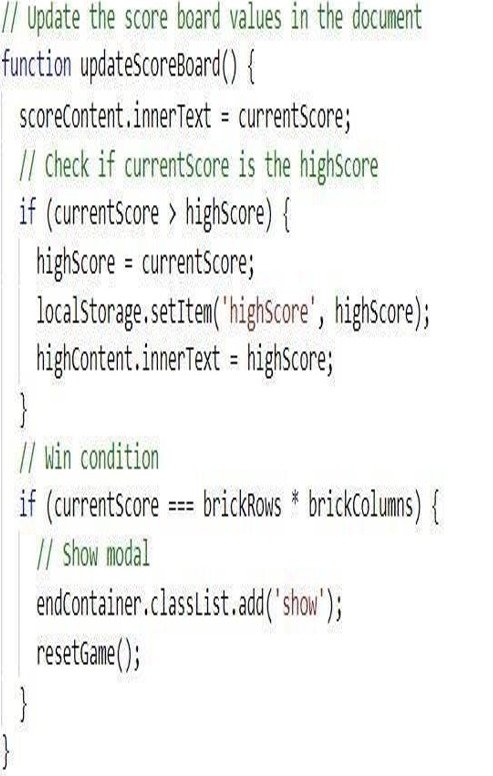 // Update the score board values in the document
function updateScoreBoard() {
scoreContent.innerText = currentScore;
// Check if currentScore is the highScore
if (currentScore > highScore) {
highScore = currentScore;
localStorage.setItem('highScore', highScore);
highContent.innerText = highScore;
}
// Win condition
if (currentScore === brickRows * brickColumns) {
// Show modal
endContainer.classList.add('show');
resetGame();
}
}